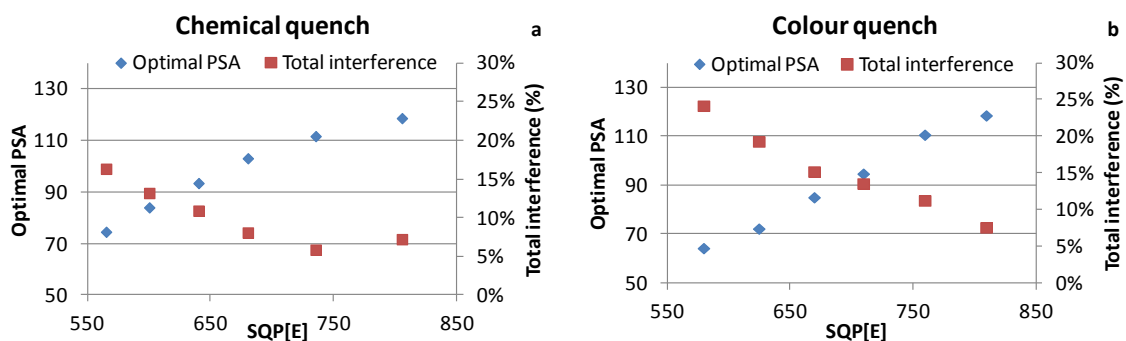 Chemical quench
a
Optimal PSA
Total interference
130
110
90
70
50
Optimal PSA
30%
25%
20%
15%
10%
5%
0%
Total interference (%)
550
650
750
850
SQP[E]
Colour quench
b
Optimal PSA
Total interference
130
110
90
70
50
Optimal PSA
30%
25%
20%
15%
10%
5%
0%
Total interference (%)
550
650
750
850
SQP[E]